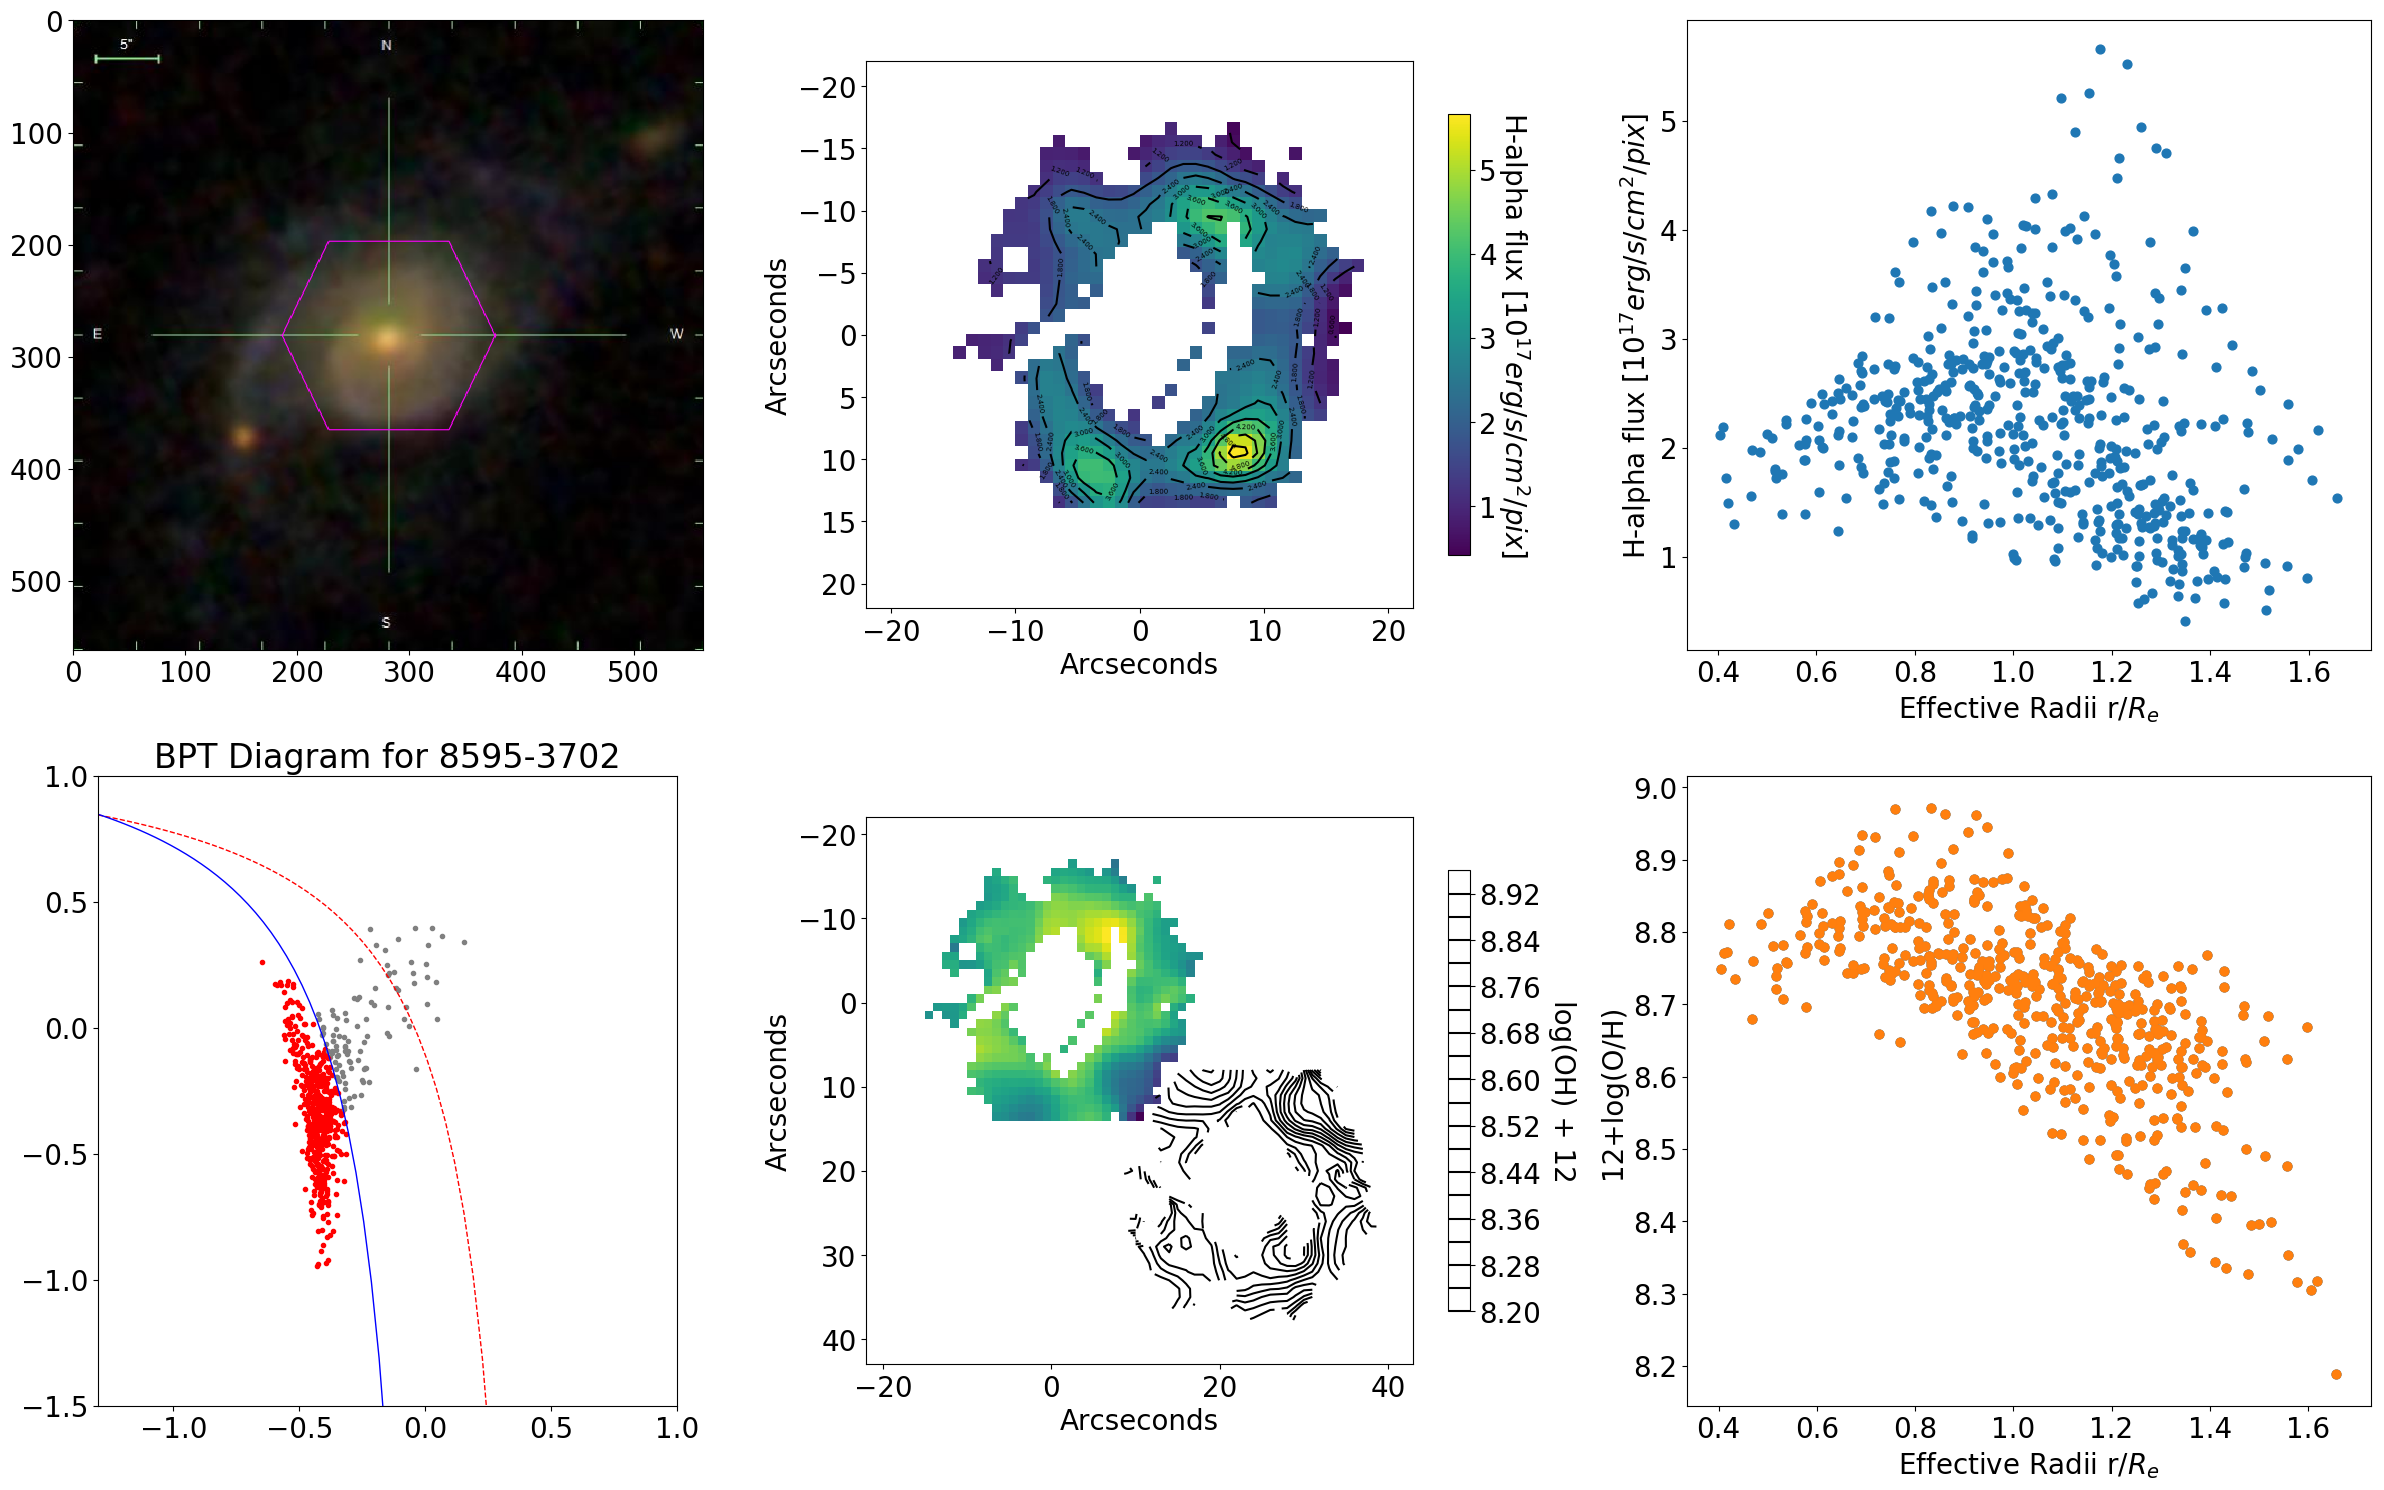 0
100
200
300
400
500
0 100 200 300 400 500
5"
N
E
W
S
−20
−15
−10
−5
0
5
10
15
20
Arcseconds
−20 −10 0 10 20
Arcseconds
5
4
3
2
1
H-alpha flux [10^17 erg/s/cm^2/pix]
H-alpha flux [10^17 erg/s/cm^2/pix]
5
4
3
2
1
0.4 0.6 0.8 1.0 1.2 1.4 1.6
Effective Radii r/R_e
BPT Diagram for 8595-3702
1.0
0.5
0.0
−0.5
−1.0
−1.5
−1.0 −0.5 0.0 0.5 1.0
−20
−10
0
10
20
30
40
Arcseconds
−20 0 20 40
Arcseconds
8.92
8.84
8.76
8.68
8.60
8.52
8.44
8.36
8.28
8.20
log(OH) + 12
12+log(O/H)
9.0
8.9
8.8
8.7
8.6
8.5
8.4
8.3
8.2
0.4 0.6 0.8 1.0 1.2 1.4 1.6
Effective Radii r/R_e